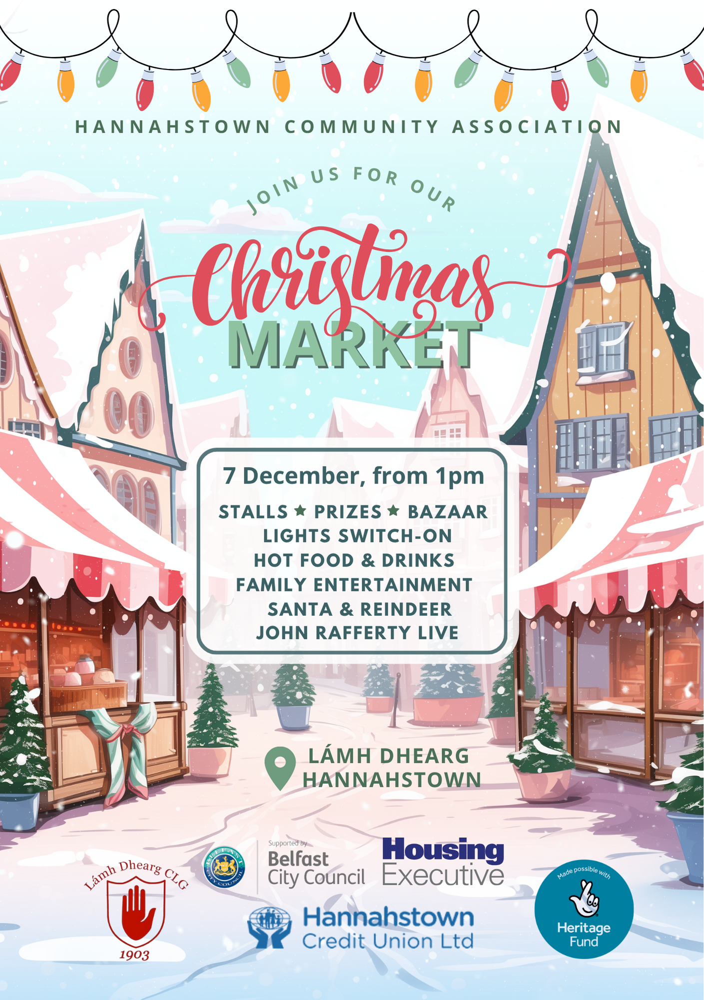 HANNAHSTOWN COMMUNITY ASSOCIATION
JOIN US FOR OUR
Christmas
MARKET
7 December, from 1pm
STALLS ★ PRIZES ★ BAZAAR
LIGHTS SWITCH-ON
HOT FOOD & DRINKS
FAMILY ENTERTAINMENT
SANTA & REINDEER
JOHN RAFFERTY LIVE
LÁMH DHEARG
HANNAHSTOWN
Lámh Dhearg CLG
1903
BELFAST
CITY COUNCIL
Supported by
Belfast
City Council
Housing
Executive
Hannahstown
Credit Union Ltd
Made possible with
Heritage
Fund